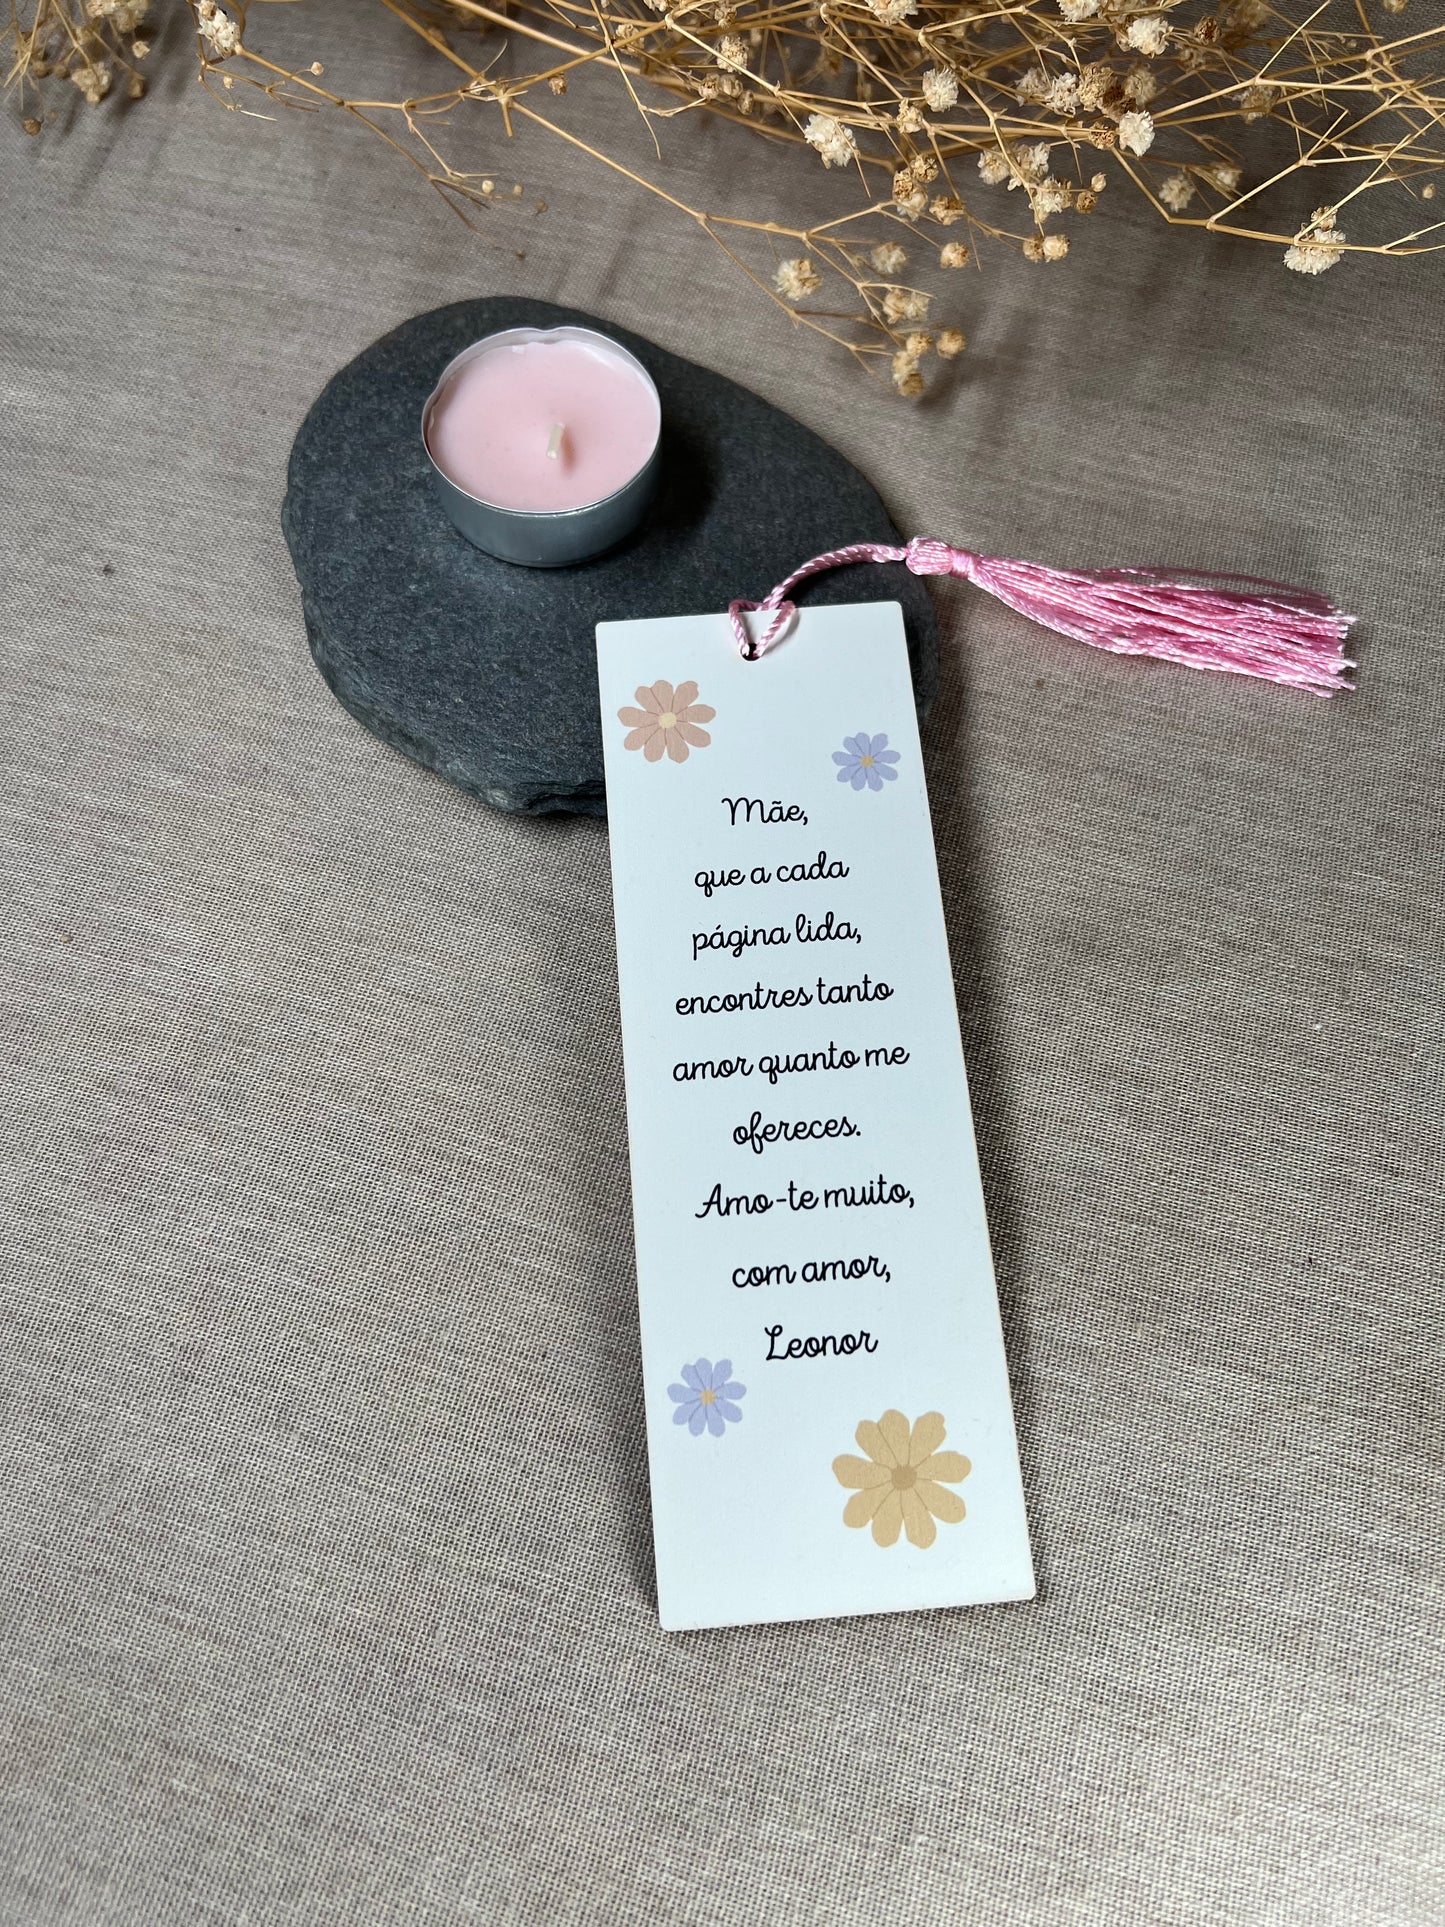 Mãe,
que a cada
página lida,
encontres tanto
amor quanto me
ofereces.
Amo-te muito,
com amor,
Leonor